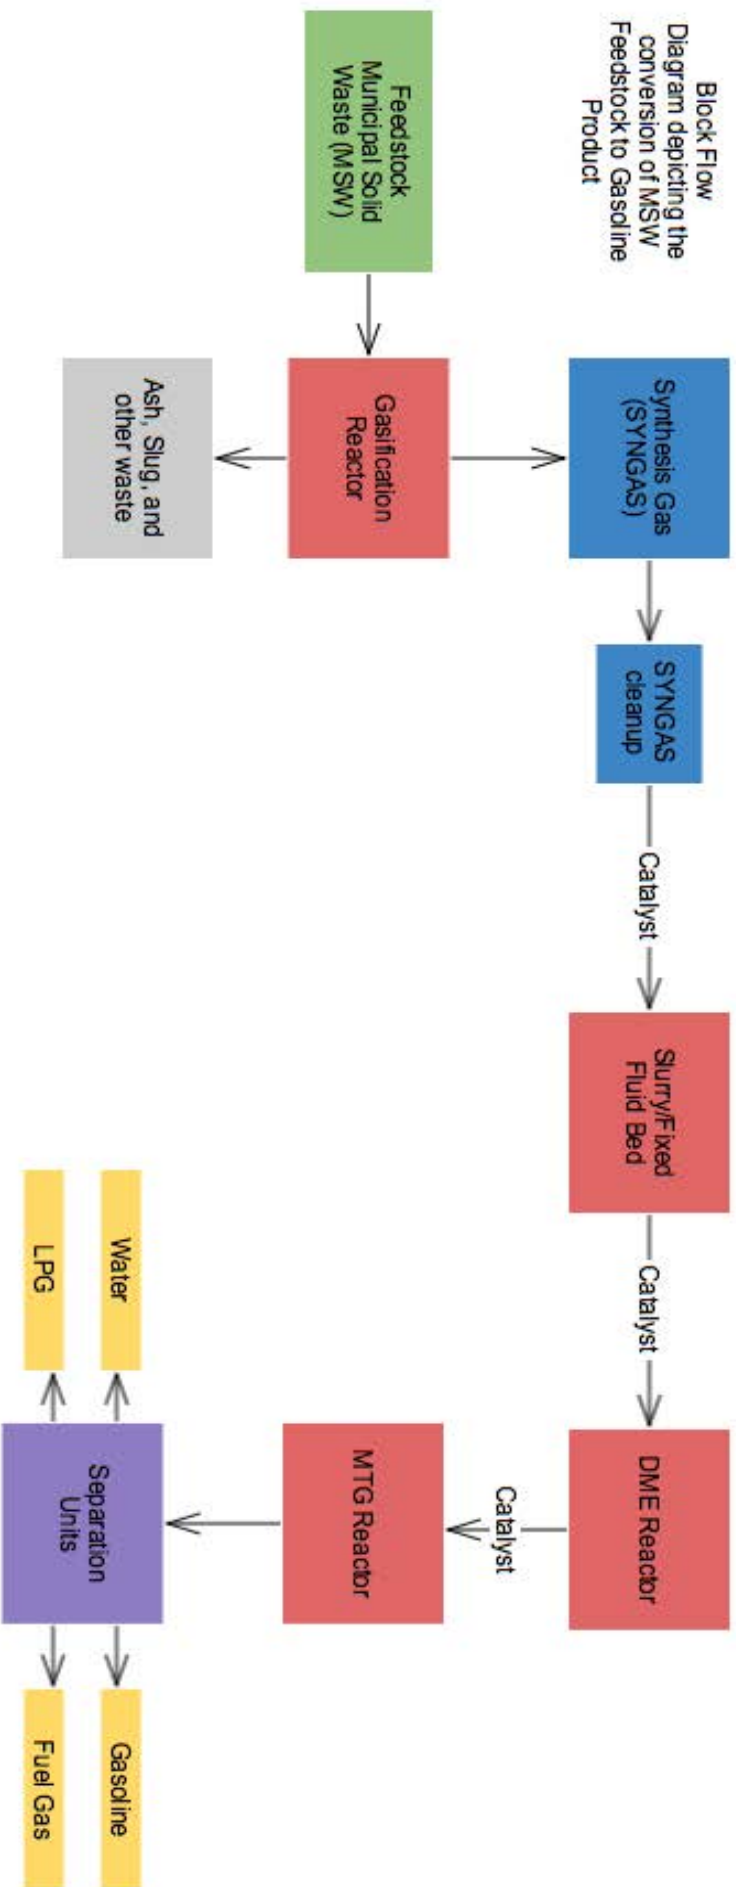 Block Flow
Diagram depicting the
conversion of MSW
Feedstock to Gasoline
Product
Feedstock
Municipal Solid
Waste (MSW)
Synthesis Gas
(SYNGAS)
Gasification
Reactor
Ash, Slug, and
other waste
SYNGAS
cleanup
Catalyst
Slurry/Fixed
Fluid Bed
Catalyst
DME Reactor
Catalyst
MTG Reactor
Separation
Units
Water
LPG
Gasoline
Fuel Gas